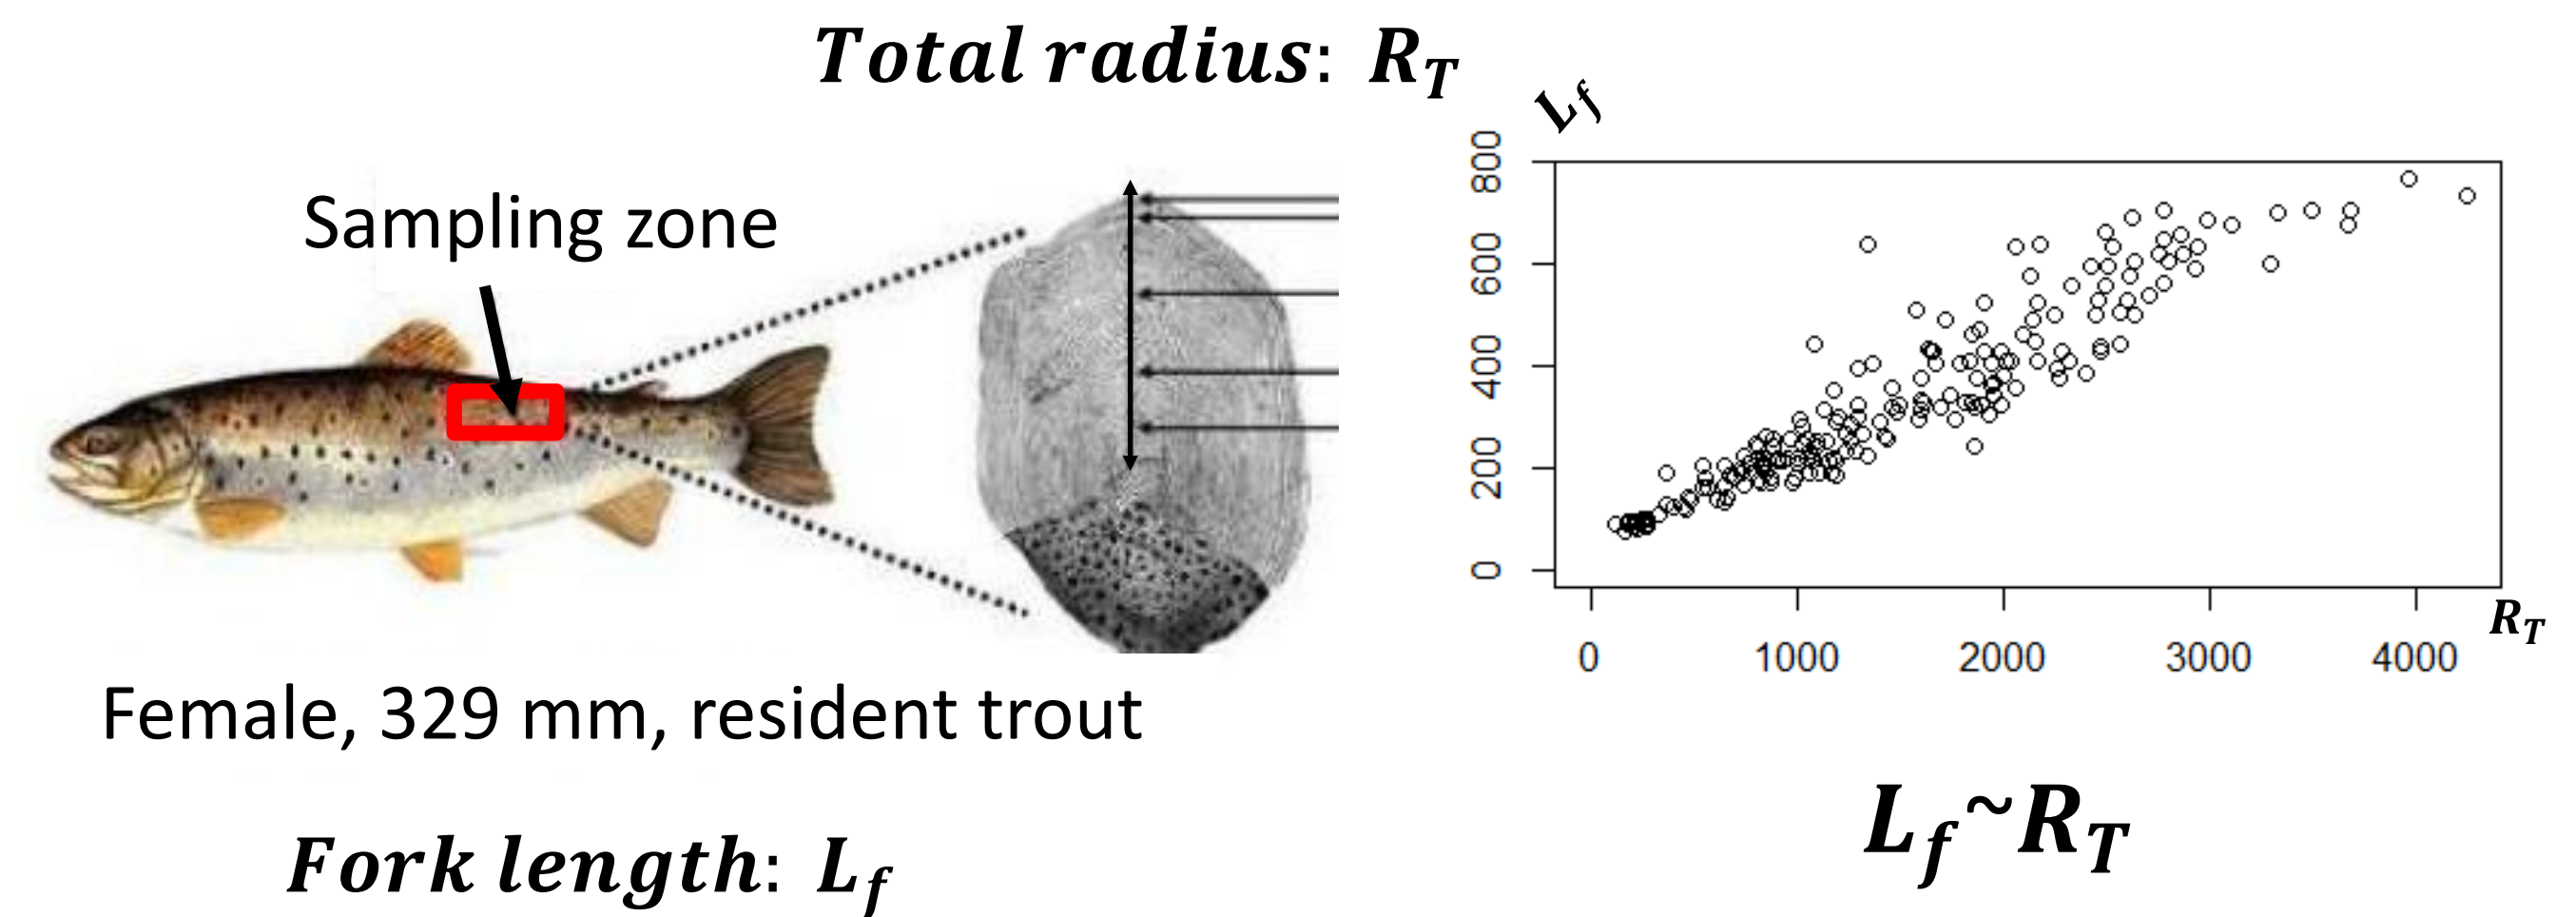 Total radius: R_T
Sampling zone
Female, 329 mm, resident trout
Fork length: L_f
L_f
800
600
400
200
0
0 1000 2000 3000 4000
R_T
L_f~R_T